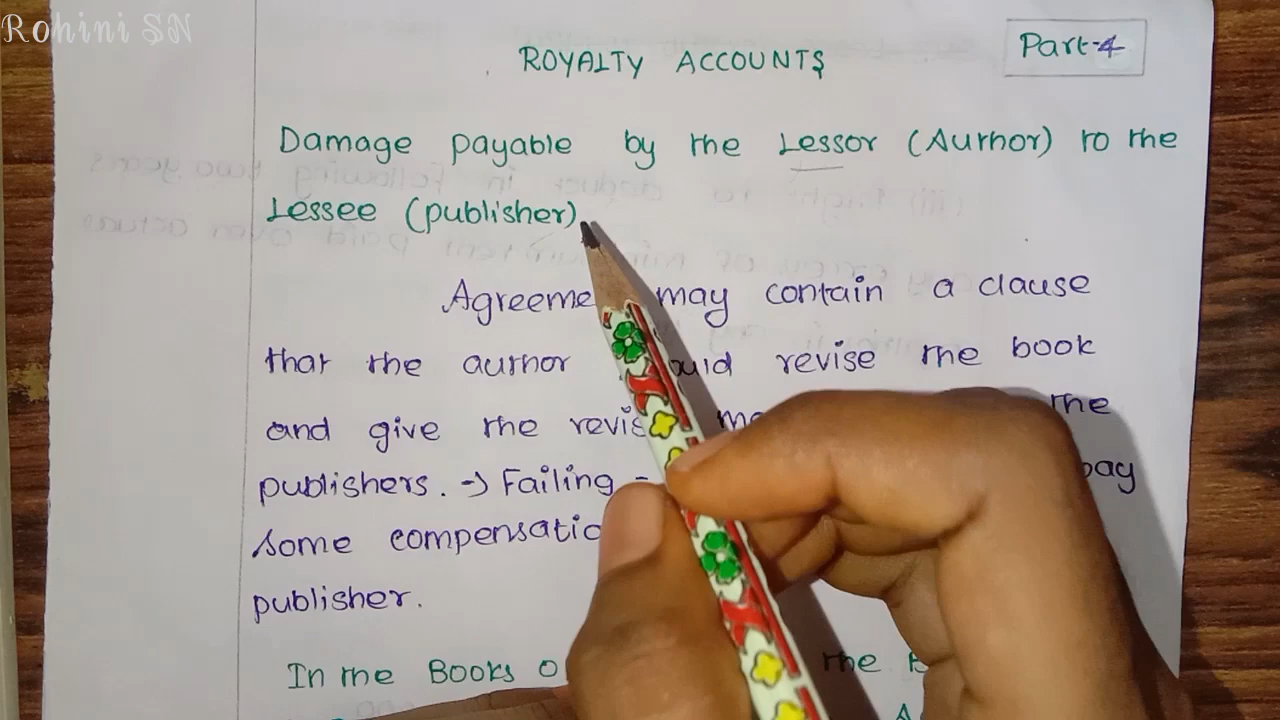 Rohini SN
ROYALTY ACCOUNTS
Part-4
Damage payable by the Lessor (Author) to the
Lessee (publisher)
Agreeme may contain a clause
that the author ould revise the book
and give the revis the
publishers. → Failing - pay
some compensatio
publisher.
In the Books o the